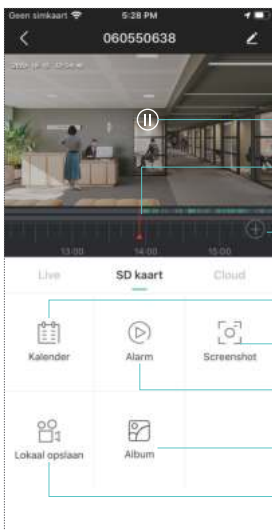 Geen simkaart 5:28 PM
060550638
13:00 14:00 15:00
Live SD kaart Cloud
Kalender Alarm Screenshot
Lokaal opslaan Album